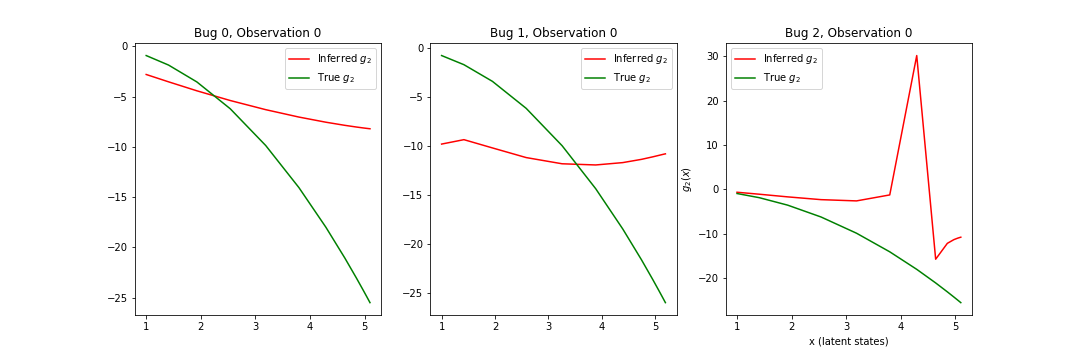 Bug 0, Observation 0
0
−5
−10
−15
−20
−25
1 2 3 4 5
Inferred g₂
True g₂
Bug 1, Observation 0
0
−5
−10
−15
−20
−25
1 2 3 4 5
Inferred g₂
True g₂
Bug 2, Observation 0
g₂(x)
30
20
10
0
−10
−20
1 2 3 4 5
x (latent states)
Inferred g₂
True g₂